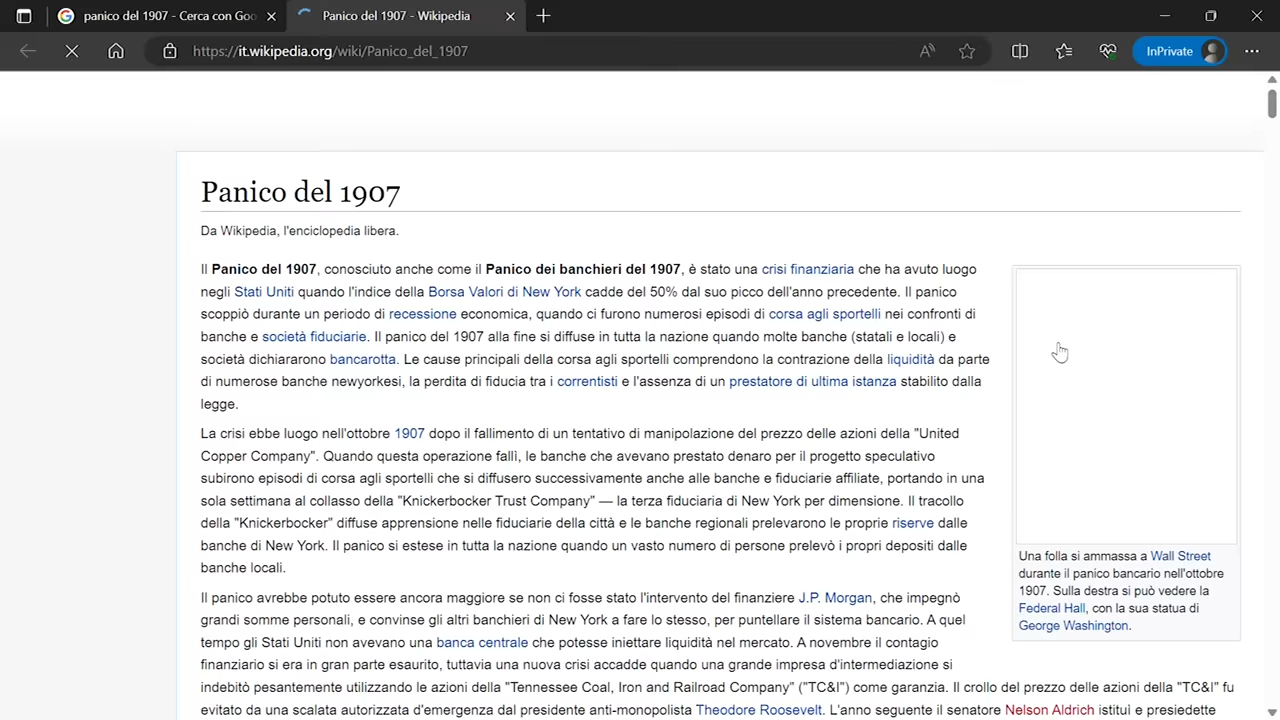 panico del 1907 - Cerca con Goo
Panico del 1907 - Wikipedia
https://it.wikipedia.org/wiki/Panico_del_1907
InPrivate
Panico del 1907
Da Wikipedia, l'enciclopedia libera.
Il Panico del 1907, conosciuto anche come il Panico dei banchieri del 1907, è stato una crisi finanziaria che ha avuto luogo
negli Stati Uniti quando l'indice della Borsa Valori di New York cadde del 50% dal suo picco dell'anno precedente. Il panico
scoppiò durante un periodo di recessione economica, quando ci furono numerosi episodi di corsa agli sportelli nei confronti di
banche e società fiduciarie. Il panico del 1907 alla fine si diffuse in tutta la nazione quando molte banche (statali e locali) e
società dichiararono bancarotta. Le cause principali della corsa agli sportelli comprendono la contrazione della liquidità da parte
di numerose banche newyorkesi, la perdita di fiducia tra i correntisti e l'assenza di un prestatore di ultima istanza stabilito dalla
legge.
La crisi ebbe luogo nell'ottobre 1907 dopo il fallimento di un tentativo di manipolazione del prezzo delle azioni della "United
Copper Company". Quando questa operazione fallì, le banche che avevano prestato denaro per il progetto speculativo
subirono episodi di corsa agli sportelli che si diffusero successivamente anche alle banche e fiduciarie affiliate, portando in una
sola settimana al collasso della "Knickerbocker Trust Company" — la terza fiduciaria di New York per dimensione. Il tracollo
della "Knickerbocker" diffuse apprensione nelle fiduciarie della città e le banche regionali prelevarono le proprie riserve dalle
banche di New York. Il panico si estese in tutta la nazione quando un vasto numero di persone prelevò i propri depositi dalle
banche locali.
Il panico avrebbe potuto essere ancora maggiore se non ci fosse stato l'intervento del finanziere J.P. Morgan, che impegnò
grandi somme personali, e convinse gli altri banchieri di New York a fare lo stesso, per puntellare il sistema bancario. A quel
tempo gli Stati Uniti non avevano una banca centrale che potesse iniettare liquidità nel mercato. A novembre il contagio
finanziario si era in gran parte esaurito, tuttavia una nuova crisi accadde quando una grande impresa d'intermediazione si
indebitò pesantemente utilizzando le azioni della "Tennessee Coal, Iron and Railroad Company" ("TC&I") come garanzia. Il crollo del prezzo delle azioni della "TC&I" fu
evitato da una scalata autorizzata d'emergenza dal presidente anti-monopolista Theodore Roosevelt. L'anno seguente il senatore Nelson Aldrich istituì e presiedette
Una folla si ammassa a Wall Street
durante il panico bancario nell'ottobre
1907. Sulla destra si può vedere la
Federal Hall, con la sua statua di
George Washington.